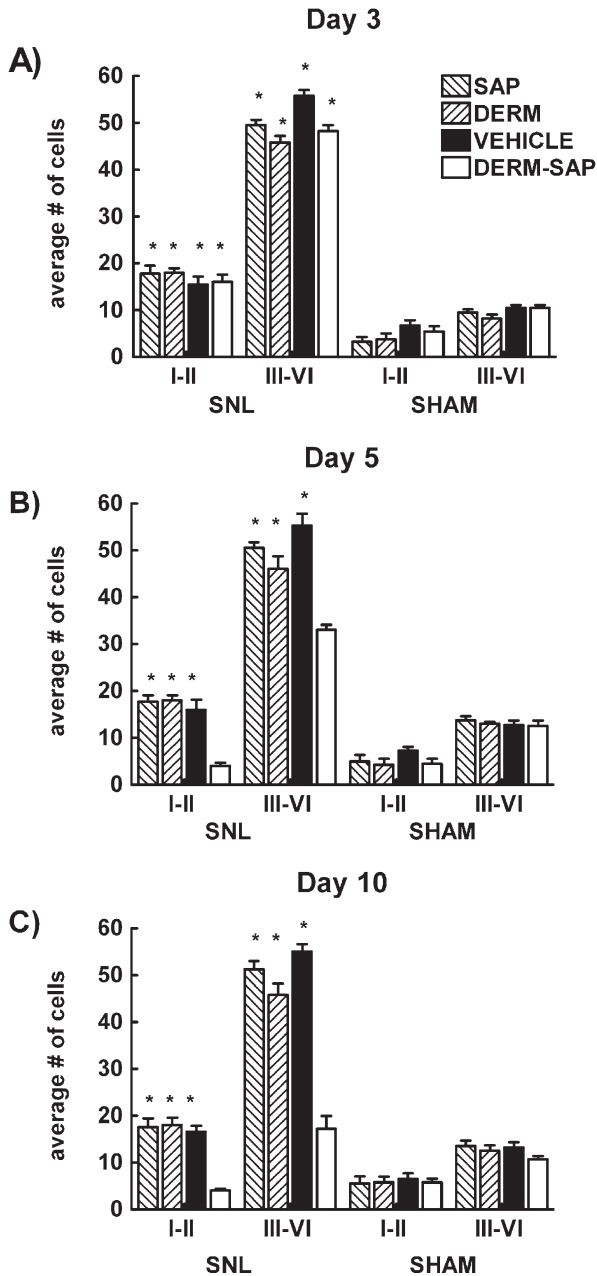 Day 3
A)
average # of cells
60
50
40
30
20
10
0
* * * *
* * * *
SAP
DERM
VEHICLE
DERM-SAP
I-II III-VI I-II III-VI
SNL SHAM
Day 5
B)
average # of cells
60
50
40
30
20
10
0
* * *
* * *
I-II III-VI I-II III-VI
SNL SHAM
Day 10
C)
average # of cells
60
50
40
30
20
10
0
* * *
* * *
I-II III-VI I-II III-VI
SNL SHAM